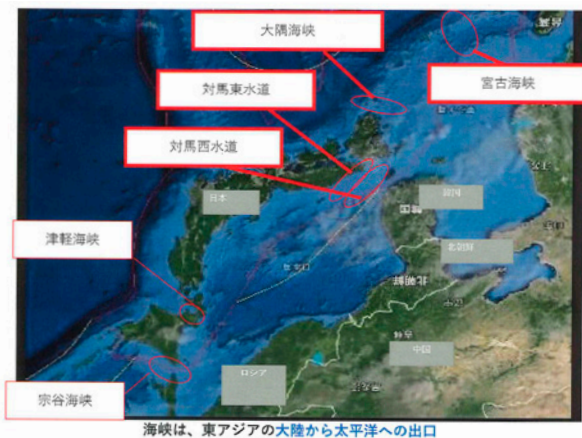 大隅海峡
宮古海峡
対馬東水道
対馬西水道
日本
韓国
北朝鮮
津軽海峡
北朝鮮
中国
ロシア
宗谷海峡
海峡は、東アジアの大陸から太平洋への出口